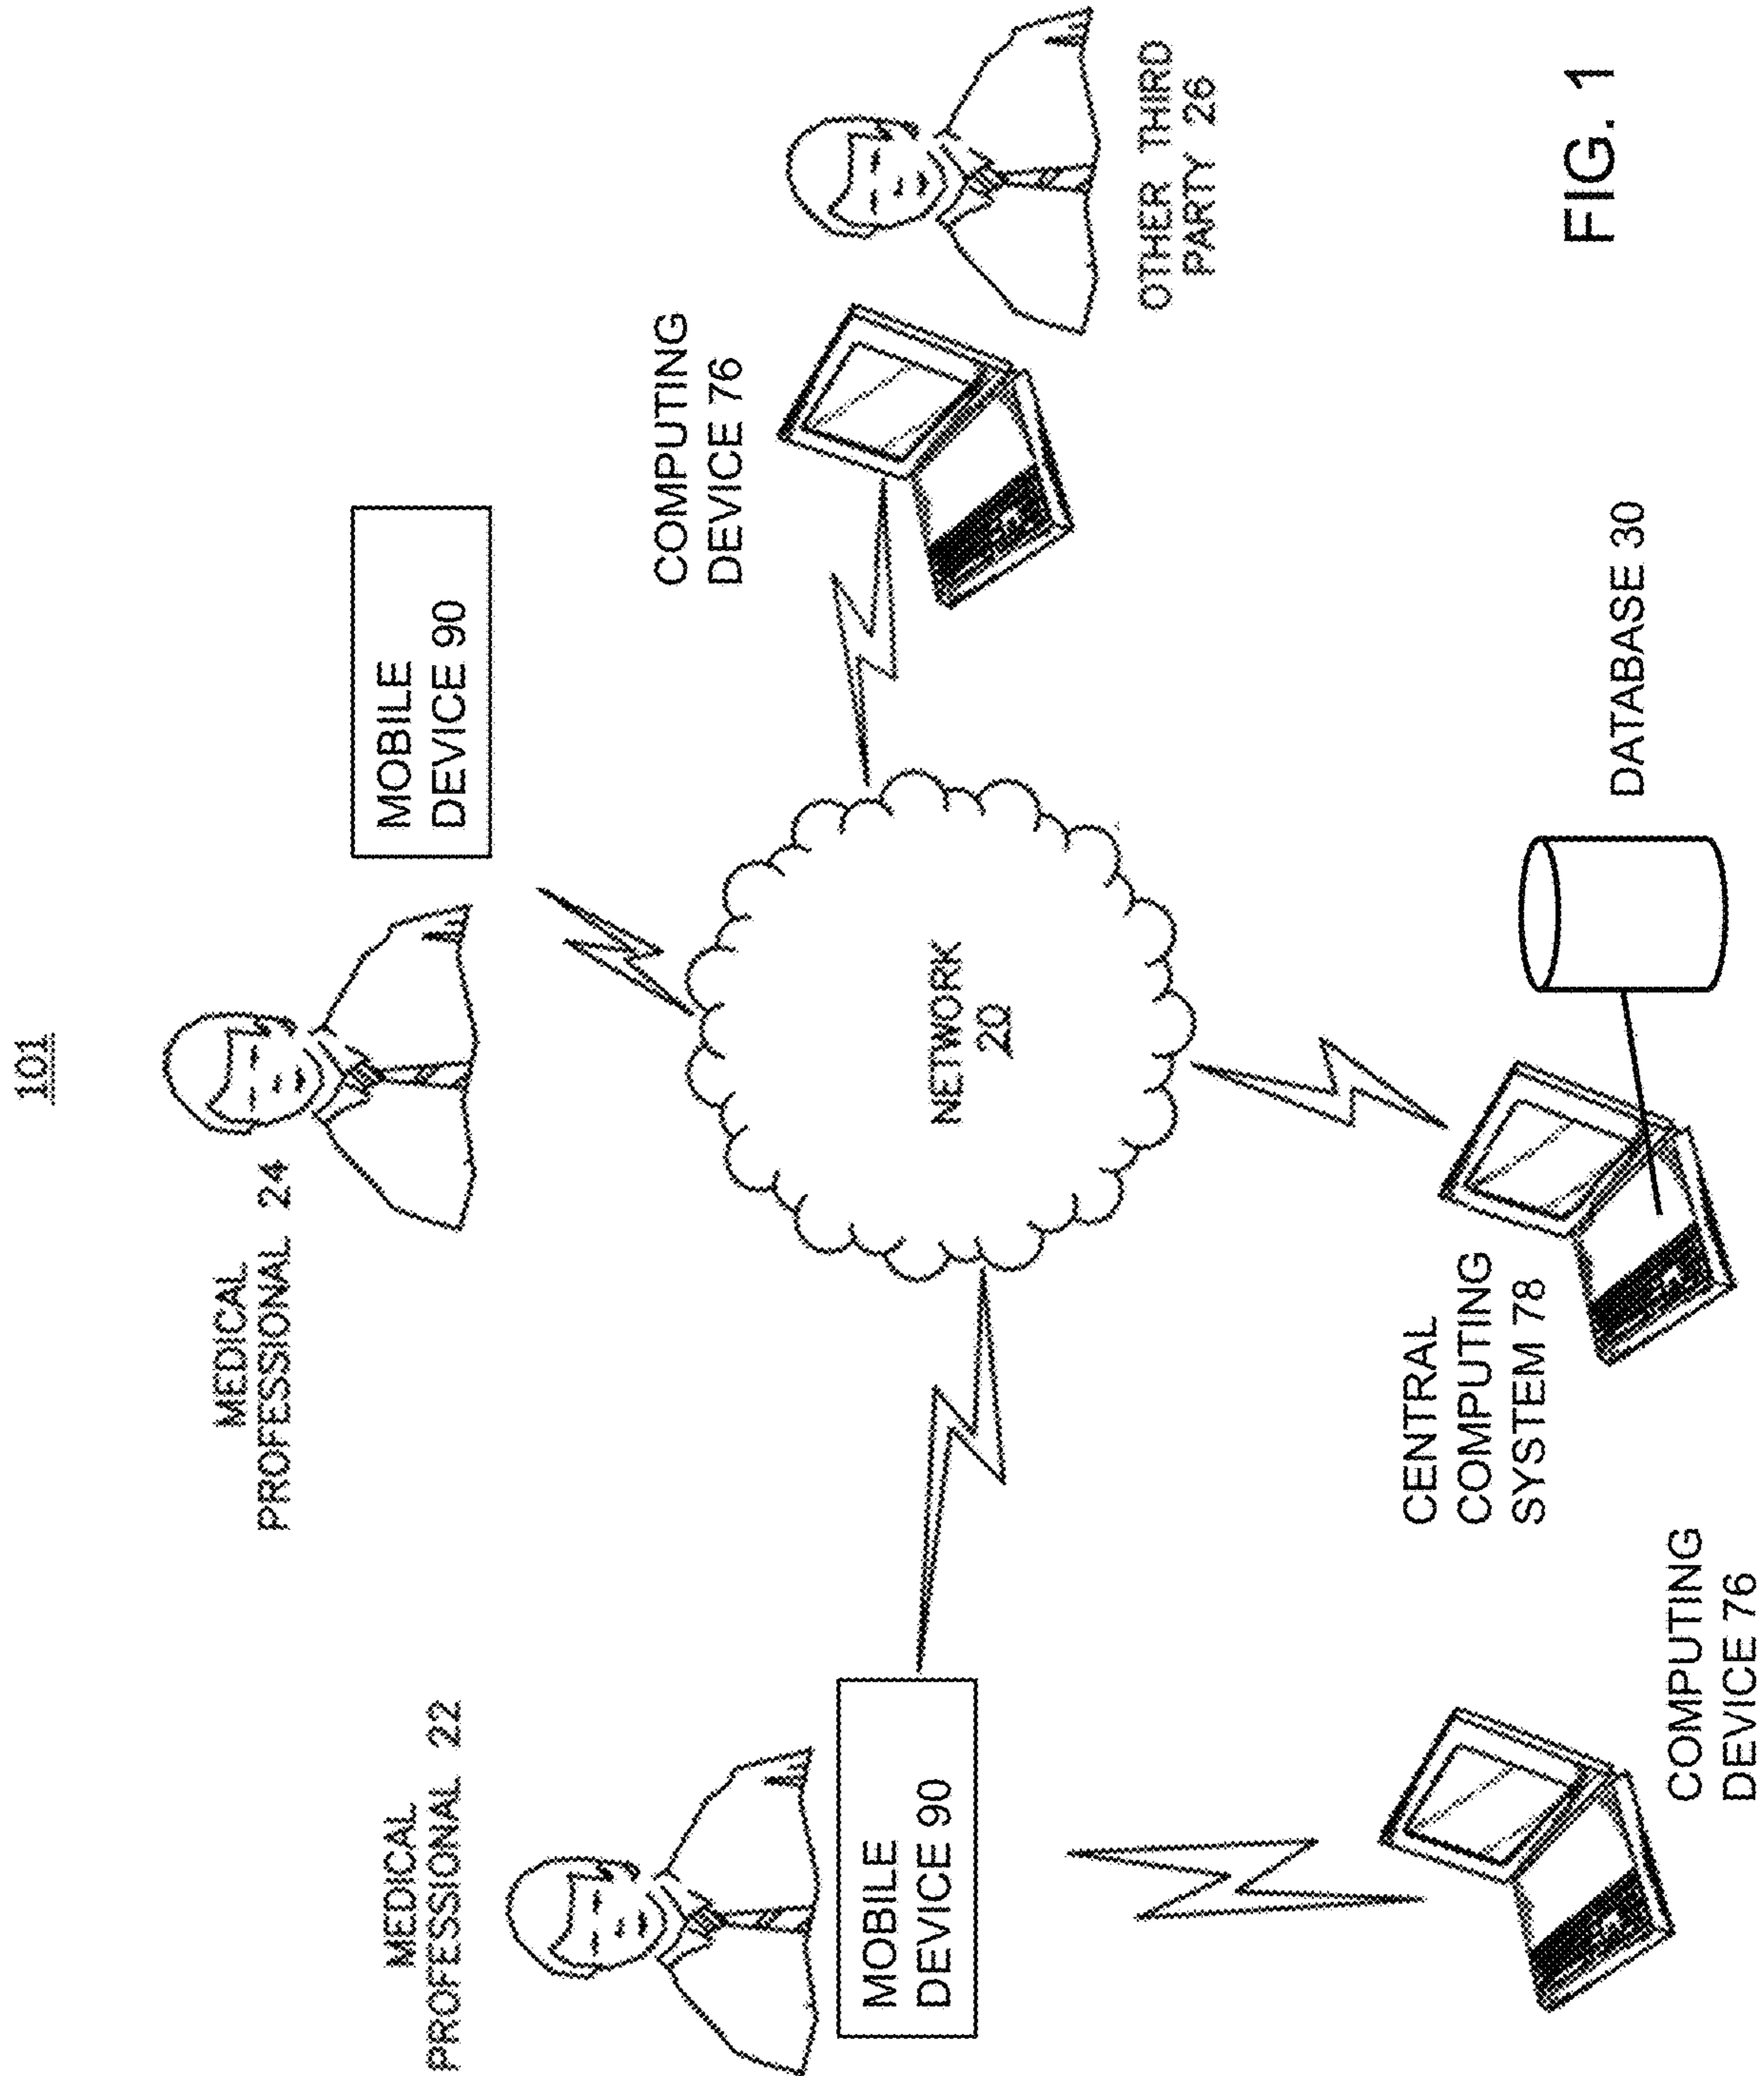 101
MEDICAL
PROFESSIONAL 24
MEDICAL
PROFESSIONAL 22
MOBILE
DEVICE 90
MOBILE
DEVICE 90
COMPUTING
DEVICE 76
NETWORK
20
OTHER THIRD
PARTY 26
CENTRAL
COMPUTING
SYSTEM 78
DATABASE 30
COMPUTING
DEVICE 76
FIG. 1